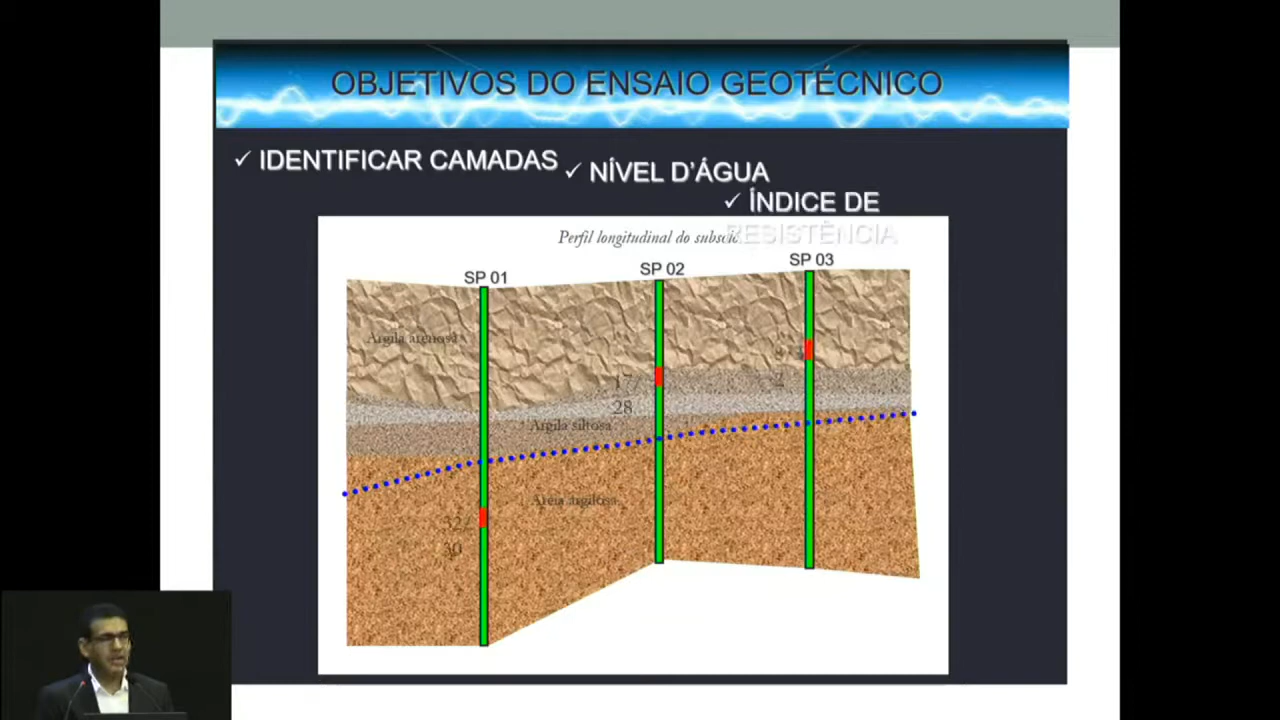 OBJETIVOS DO ENSAIO GEOTÉCNICO
✓ IDENTIFICAR CAMADAS
✓ NÍVEL D'ÁGUA
✓ ÍNDICE DE
RESISTÊNCIA
Perfil longitudinal do
SP 01
SP 02
SP 03
Argila arenosa
17/
28
2
Argila siltosa
Areia argilosa
32/
30